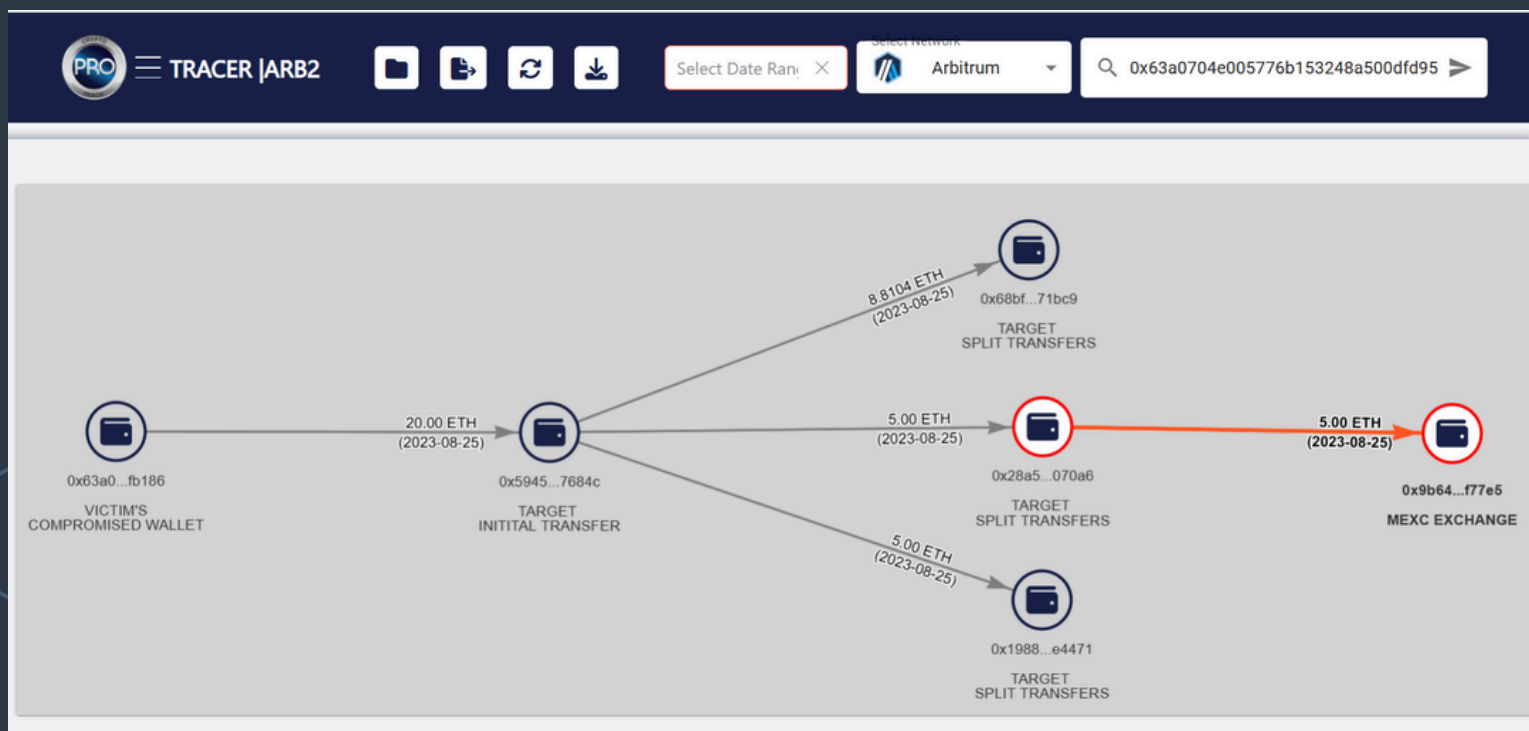 PRO
TRACER |ARB2
Select Date Ran
Select Network
Arbitrum
0x63a0704e005776b153248a500dfd95
8.8104 ETH
(2023-08-25)
0x68bf...71bc9
TARGET
SPLIT TRANSFERS
20.00 ETH
(2023-08-25)
0x63a0...fb186
VICTIM'S
COMPROMISED WALLET
0x5945...7684c
TARGET
INITITAL TRANSFER
5.00 ETH
(2023-08-25)
0x28a5...070a6
TARGET
SPLIT TRANSFERS
5.00 ETH
(2023-08-25)
0x9b64...f77e5
MEXC EXCHANGE
5.00 ETH
(2023-08-25)
0x1988...e4471
TARGET
SPLIT TRANSFERS